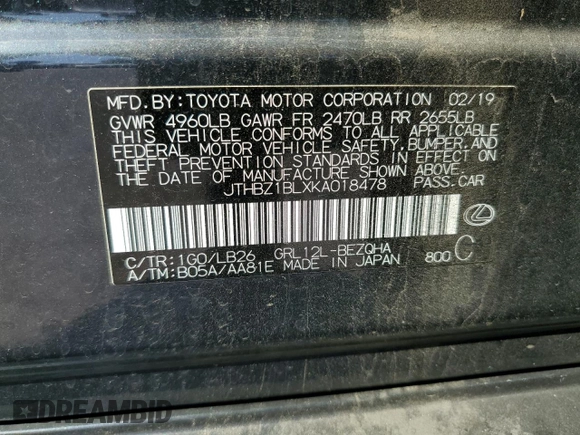 MFD. BY: TOYOTA MOTOR CORPORATION 02/19
GVWR 4960LB GAWR FR 2470LB RR 2655LB
THIS VEHICLE CONFORMS TO ALL APPLICABLE
FEDERAL MOTOR VEHICLE SAFETY, BUMPER, AND
THEFT PREVENTION STANDARDS IN EFFECT ON
THE DATE OF MANUFACTURE SHOWN ABOVE.
JTHBZ1BLXKA018478 PASS. CAR
C/TR: 1G0/LB26 GRL12L-BEZQHA
A/TM: B05A/AA81E MADE IN JAPAN 800 C
DREAMBID